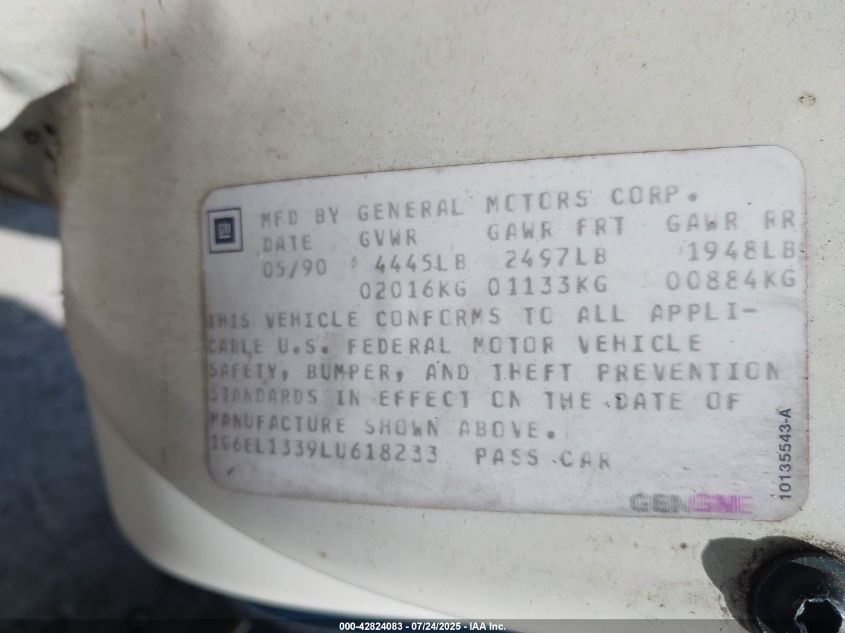 GM
MFD BY GENERAL MOTORS CORP.
DATE GVWR GAWR FRT GAWR RR
05/90 4445LB 2497LB 1948LB
02016KG 01133KG 00884KG
THIS VEHICLE CONFORMS TO ALL APPLI-
CABLE U.S. FEDERAL MOTOR VEHICLE
SAFETY, BUMPER, AND THEFT PREVENTION
STANDARDS IN EFFECT ON THE DATE OF
MANUFACTURE SHOWN ABOVE.
1G6EL1339LU618233 PASS CAR
10135543-A
000-42824083 - 07/24/2025 - IAA Inc.